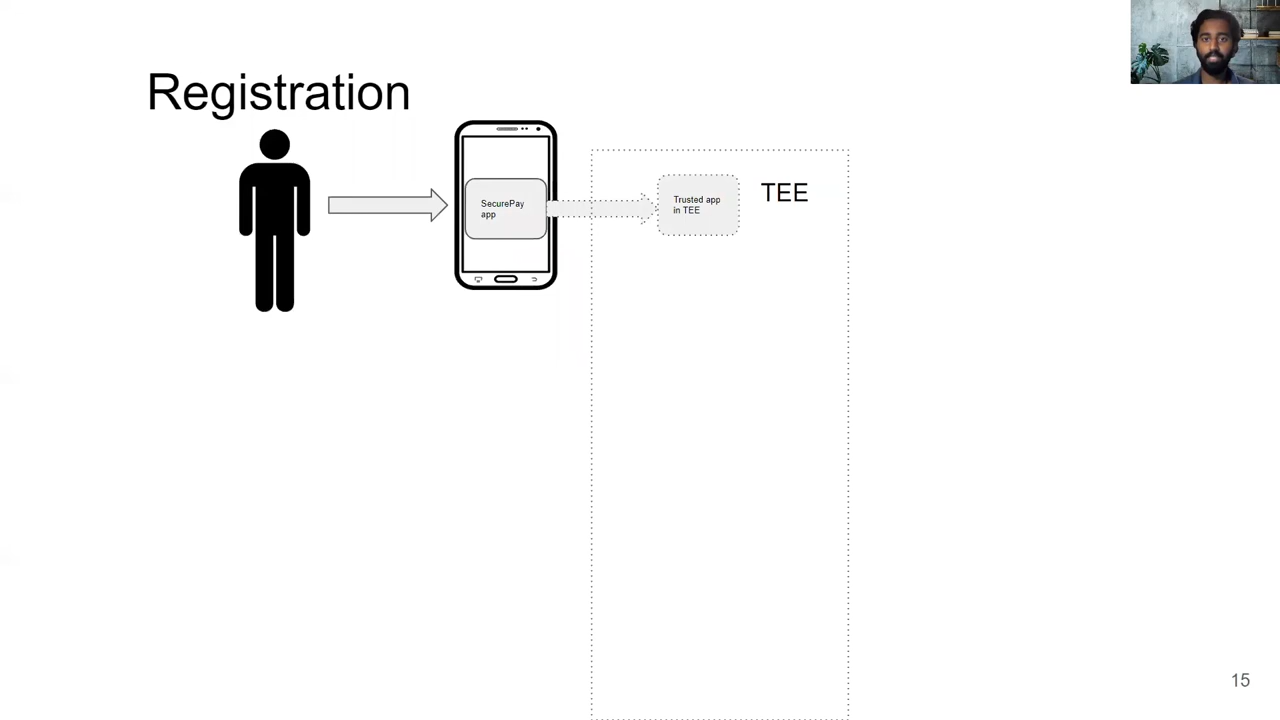 Registration
SecurePay
app
Trusted app
in TEE
TEE
15